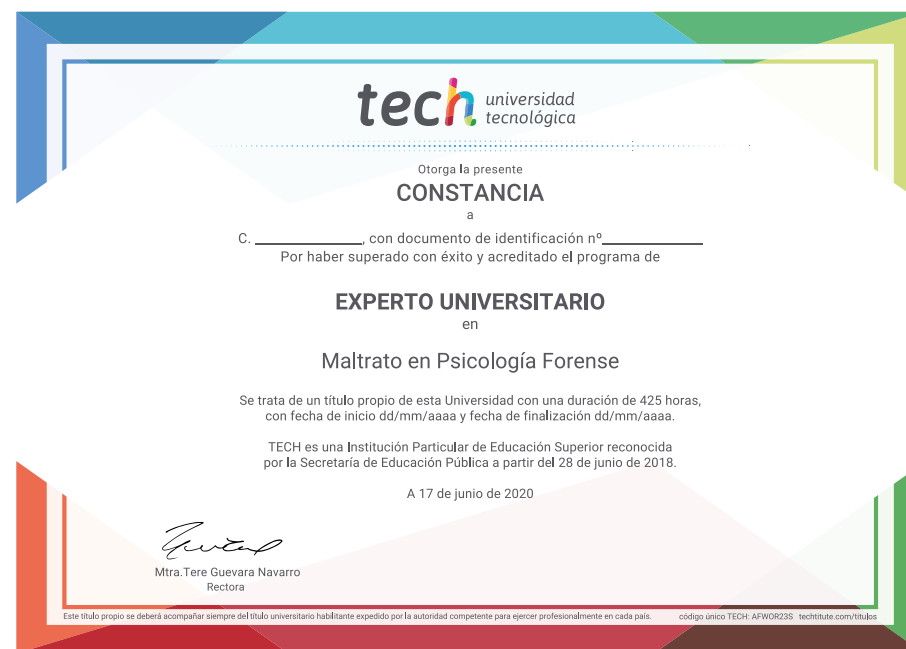 tech universidad
tecnológica
Otorga la presente
CONSTANCIA
a
C. ______________, con documento de identificación nº_____________
Por haber superado con éxito y acreditado el programa de
EXPERTO UNIVERSITARIO
en
Maltrato en Psicología Forense
Se trata de un título propio de esta Universidad con una duración de 425 horas,
con fecha de inicio dd/mm/aaaa y fecha de finalización dd/mm/aaaa.
TECH es una Institución Particular de Educación Superior reconocida
por la Secretaría de Educación Pública a partir del 28 de junio de 2018.
A 17 de junio de 2020
Mtra.Tere Guevara Navarro
Rectora
Este título propio se deberá acompañar siempre del título universitario habilitante expedido por la autoridad competente para ejercer profesionalmente en cada país. código único TECH: AFWOR23S techtitute.com/titulos